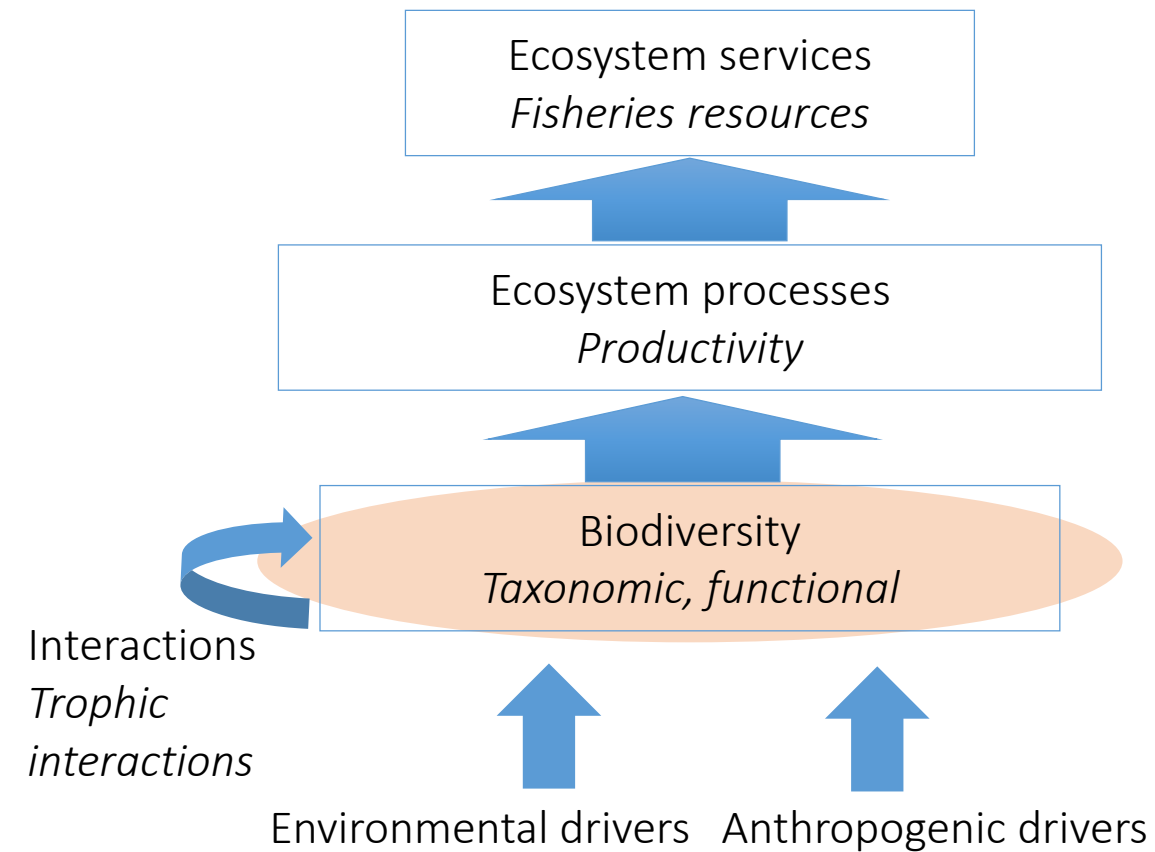 Ecosystem services
Fisheries resources
Ecosystem processes
Productivity
Biodiversity
Taxonomic, functional
Interactions
Trophic
interactions
Environmental drivers
Anthropogenic drivers